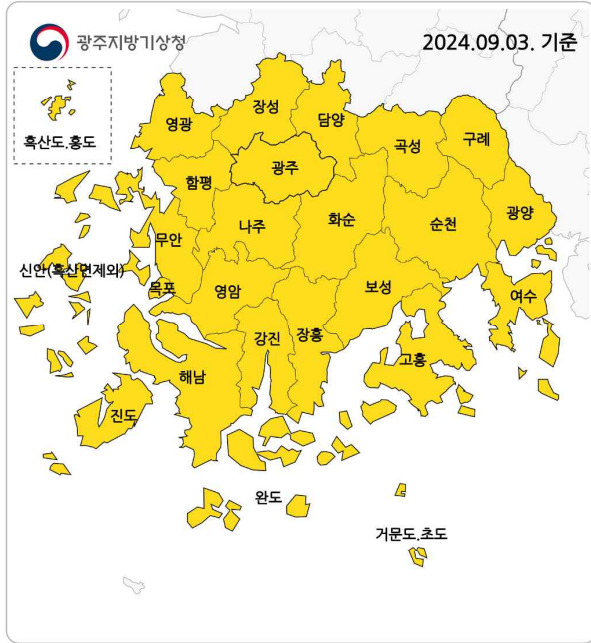 광주지방기상청
2024.09.03. 기준
흑산도.홍도
영광
장성
담양
곡성
구례
함평
광주
무안
나주
화순
순천
광양
신안(흑산면제외)
목포
영암
보성
여수
강진
장흥
고흥
해남
진도
완도
거문도.초도